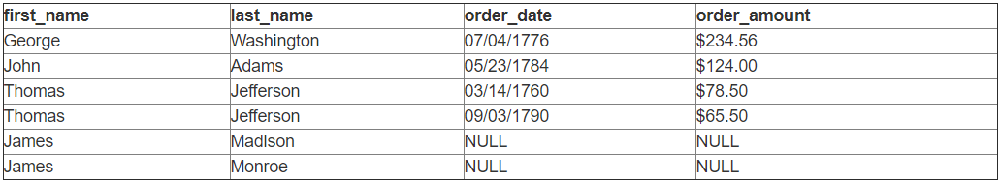 first_name last_name order_date order_amount
George Washington 07/04/1776 $234.56
John Adams 05/23/1784 $124.00
Thomas Jefferson 03/14/1760 $78.50
Thomas Jefferson 09/03/1790 $65.50
James Madison NULL NULL
James Monroe NULL NULL